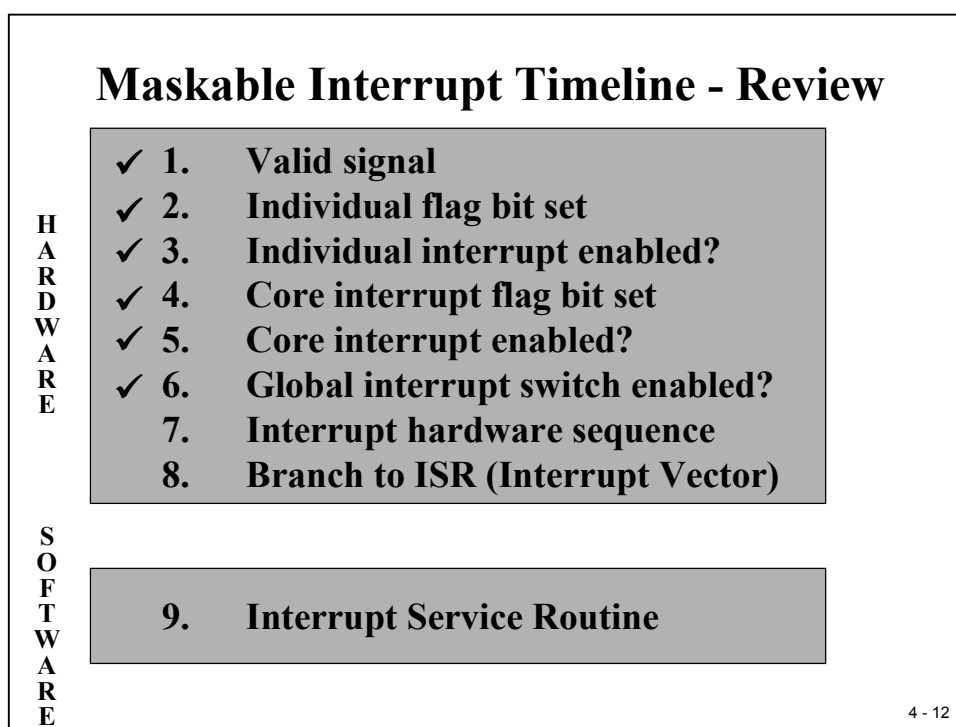 Maskable Interrupt Timeline - Review
HARDWARE
✓ 1. Valid signal
✓ 2. Individual flag bit set
✓ 3. Individual interrupt enabled?
✓ 4. Core interrupt flag bit set
✓ 5. Core interrupt enabled?
✓ 6. Global interrupt switch enabled?
7. Interrupt hardware sequence
8. Branch to ISR (Interrupt Vector)
SOFTWARE
9. Interrupt Service Routine
4 - 12